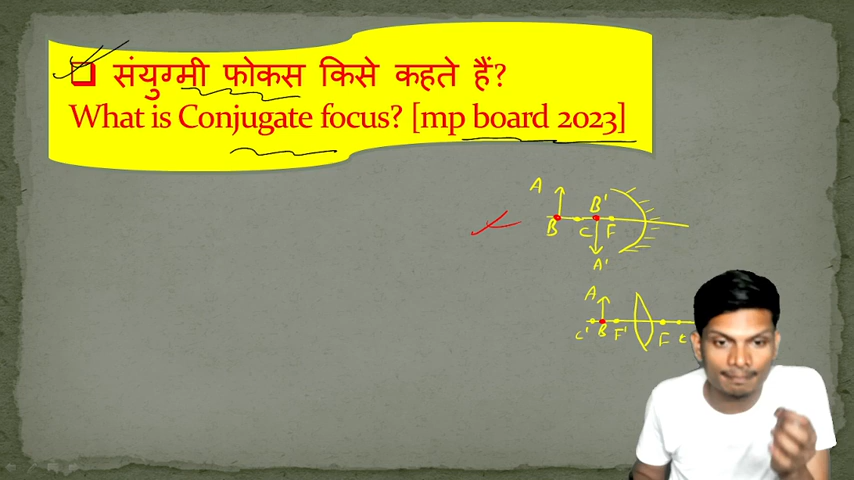 संयुग्मी फोकस किसे कहते हैं?
What is Conjugate focus? [mp board 2023]
A
B'
B C F
A'
A
C' B F' F